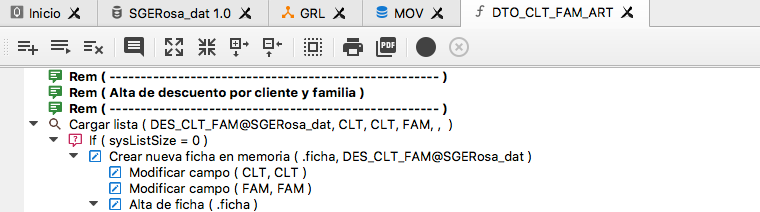 Inicio SGERosa_dat 1.0 GRL MOV DTO_CLT_FAM_ART
PDF
Rem ( ----------------------------------------------------- )
Rem ( Alta de descuento por cliente y familia )
Rem ( ----------------------------------------------------- )
Cargar lista ( DES_CLT_FAM@SGERosa_dat, CLT, CLT, FAM, , )
If ( sysListSize = 0 )
Crear nueva ficha en memoria ( .ficha, DES_CLT_FAM@SGERosa_dat )
Modificar campo ( CLT, CLT )
Modificar campo ( FAM, FAM )
Alta de ficha ( .ficha )